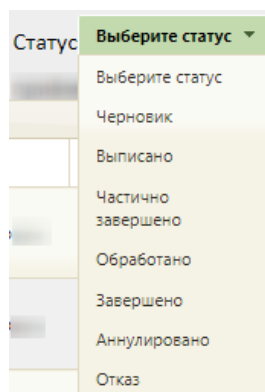 Статус
Выберите статус
Выберите статус
Черновик
Выписано
Частично
завершено
Обработано
Завершено
Аннулировано
Отказ